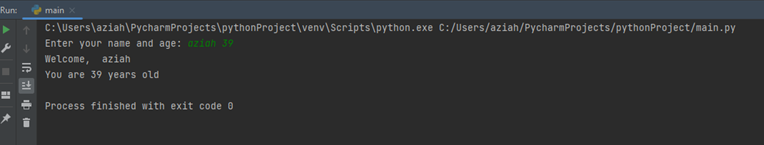 Run: main ×
C:\Users\aziah\PycharmProjects\pythonProject\venv\Scripts\python.exe C:/Users/aziah/PycharmProjects/pythonProject/main.py
Enter your name and age: aziah 39
Welcome,  aziah
You are 39 years old
Process finished with exit code 0